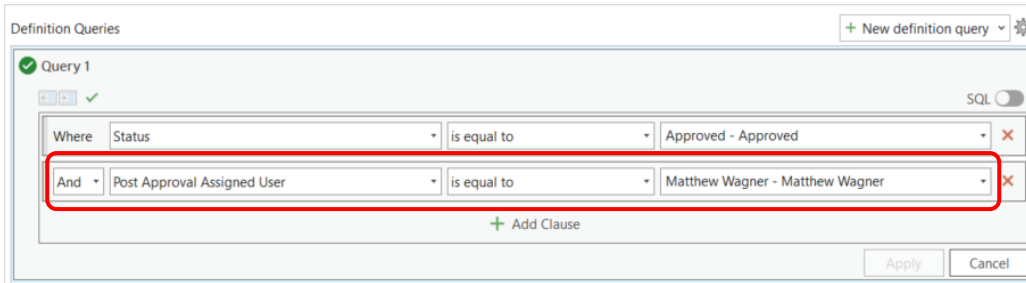 Definition Queries
New definition query
Query 1
SQL
Where Status is equal to Approved - Approved
And Post Approval Assigned User is equal to Matthew Wagner - Matthew Wagner
Add Clause
Apply Cancel